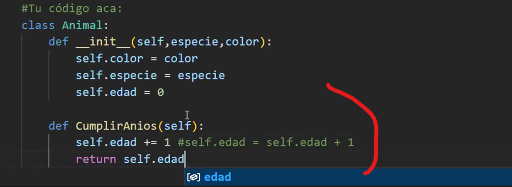 #Tu código aca:
class Animal:
    def __init__(self,especie,color):
        self.color = color
        self.especie = especie
        self.edad = 0
    def CumplirAnios(self):
        self.edad += 1 #self.edad = self.edad + 1
        return self.edad
edad